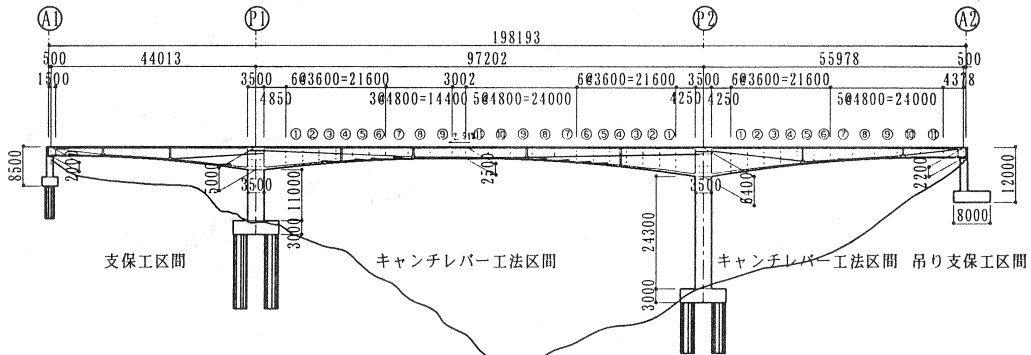 A1 P1 P2 A2
198193
500 44013 97202 55978 500
1500 3500 6@3600=21600 3002 6@3600=21600 3500 6@3600=21600 4378
4850 3@4800=14400 5@4800=24000 4250 4250 5@4800=24000
① ② ③ ④ ⑤ ⑥ ⑦ ⑧ ⑨ ⑪ ⑩ ⑨ ⑧ ⑦ ⑥ ⑤ ④ ③ ② ① ① ② ③ ④ ⑤ ⑥ ⑦ ⑧ ⑨ ⑩ ⑪
8500 2200 5000 3500 11000 2500 3500 6400 2200 12000
3000 24300 8000
支保工区間 キャンチレバー工法区間 キャンチレバー工法区間 吊り支保工区間
3000